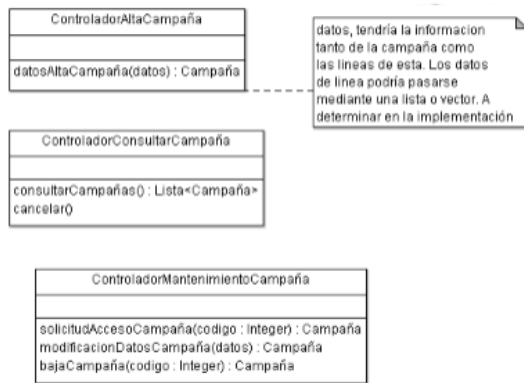 ControladorAltaCampaña
datosAltaCampaña(datos) : Campaña
datos, tendría la informacion
tanto de la campaña como
las lineas de esta. Los datos
de linea podría pasarse
mediante una lista o vector. A
determinar en la implementación
ControladorConsultarCampaña
consultarCampañas() : Lista<Campaña>
cancelar()
ControladorMantenimientoCampaña
solicitudAccesoCampaña(codigo : Integer) : Campaña
modificacionDatosCampaña(datos) : Campaña
bajaCampaña(codigo : Integer) : Campaña